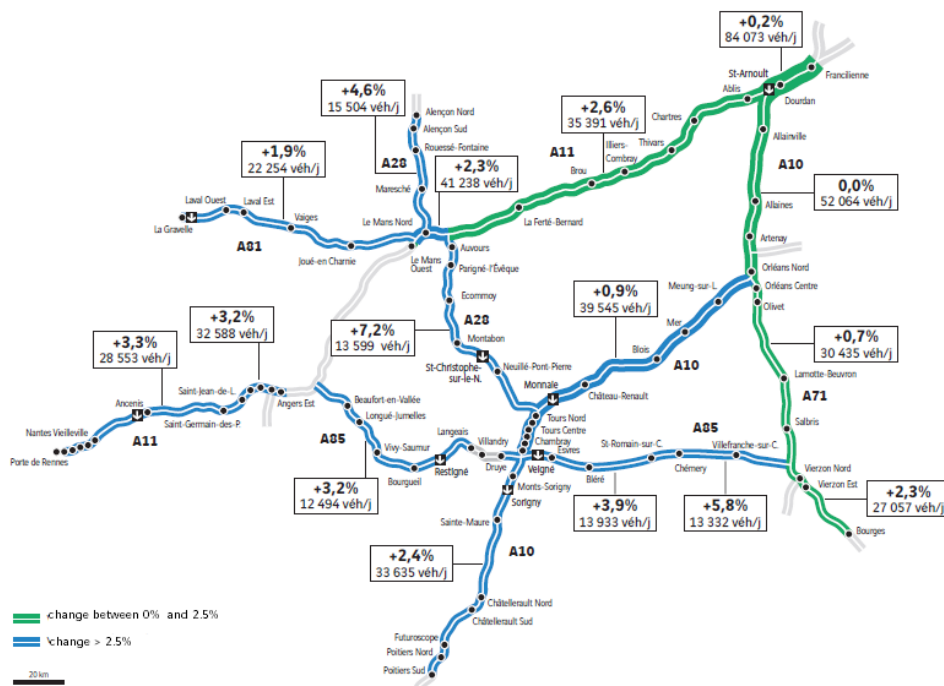 +0,2%
84 073 véh/j
St-Arnoult
Francilienne
Ablis
Dourdan
+4,6%
15 504 véh/j
+2,6%
35 391 véh/j
Chartres
Alençon Nord
Alençon Sud
Allainville
Rouessé-Fontaine
Illiers-
Combray
Thivars
A11
A10
A28
+2,3%
41 238 véh/j
Brou
+1,9%
22 254 véh/j
Maresché
0,0%
52 064 véh/j
Laval Ouest
Laval Est
Allaines
La Gravelle
Vaiges
Le Mans Nord
La Ferté-Bernard
A81
Joué-en Charnie
Le Mans
Ouest
Auvours
Artenay
Parigné-l'Évêque
Orléans Nord
+0,9%
39 545 véh/j
Meung-sur-L.
Orléans Centre
Olivet
Écommoy
+3,2%
32 588 véh/j
A28
Mer
+7,2%
13 599 véh/j
+3,3%
28 553 véh/j
Montabon
Blois
A10
+0,7%
30 435 véh/j
St-Christophe-
sur-le-N.
Neuillé-Pont-Pierre
Monnale
Château-Renault
Lamotte-Beuvron
Saint-Jean-de-L.
Ancenis
Angers Est
Beaufort-en-Vallée
A71
Saint-Germain-des-P.
Longué-Jumelles
Tours Nord
Tours Centre
Chambray
Salbris
Nantes Vieilleville
A11
A85
Langeais
Villandry
A85
Porte de Rennes
Vivy-Saumur
Esvres
St-Romain-sur-C.
Villefranche-sur-C.
Bourgueil
Restigné
Druye
Veigné
Bléré
Chémery
Vierzon Nord
Vierzon Est
Monts-Sorigny
Sorigny
+3,2%
12 494 véh/j
+3,9%
13 933 véh/j
+5,8%
13 332 véh/j
+2,3%
27 057 véh/j
Sainte-Maure
Bourges
+2,4%
33 635 véh/j
A10
Châtellerault Nord
Châtellerault Sud
change between 0% and 2.5%
change > 2.5%
Futuroscope
Poitiers Nord
Poitiers Sud
20 km